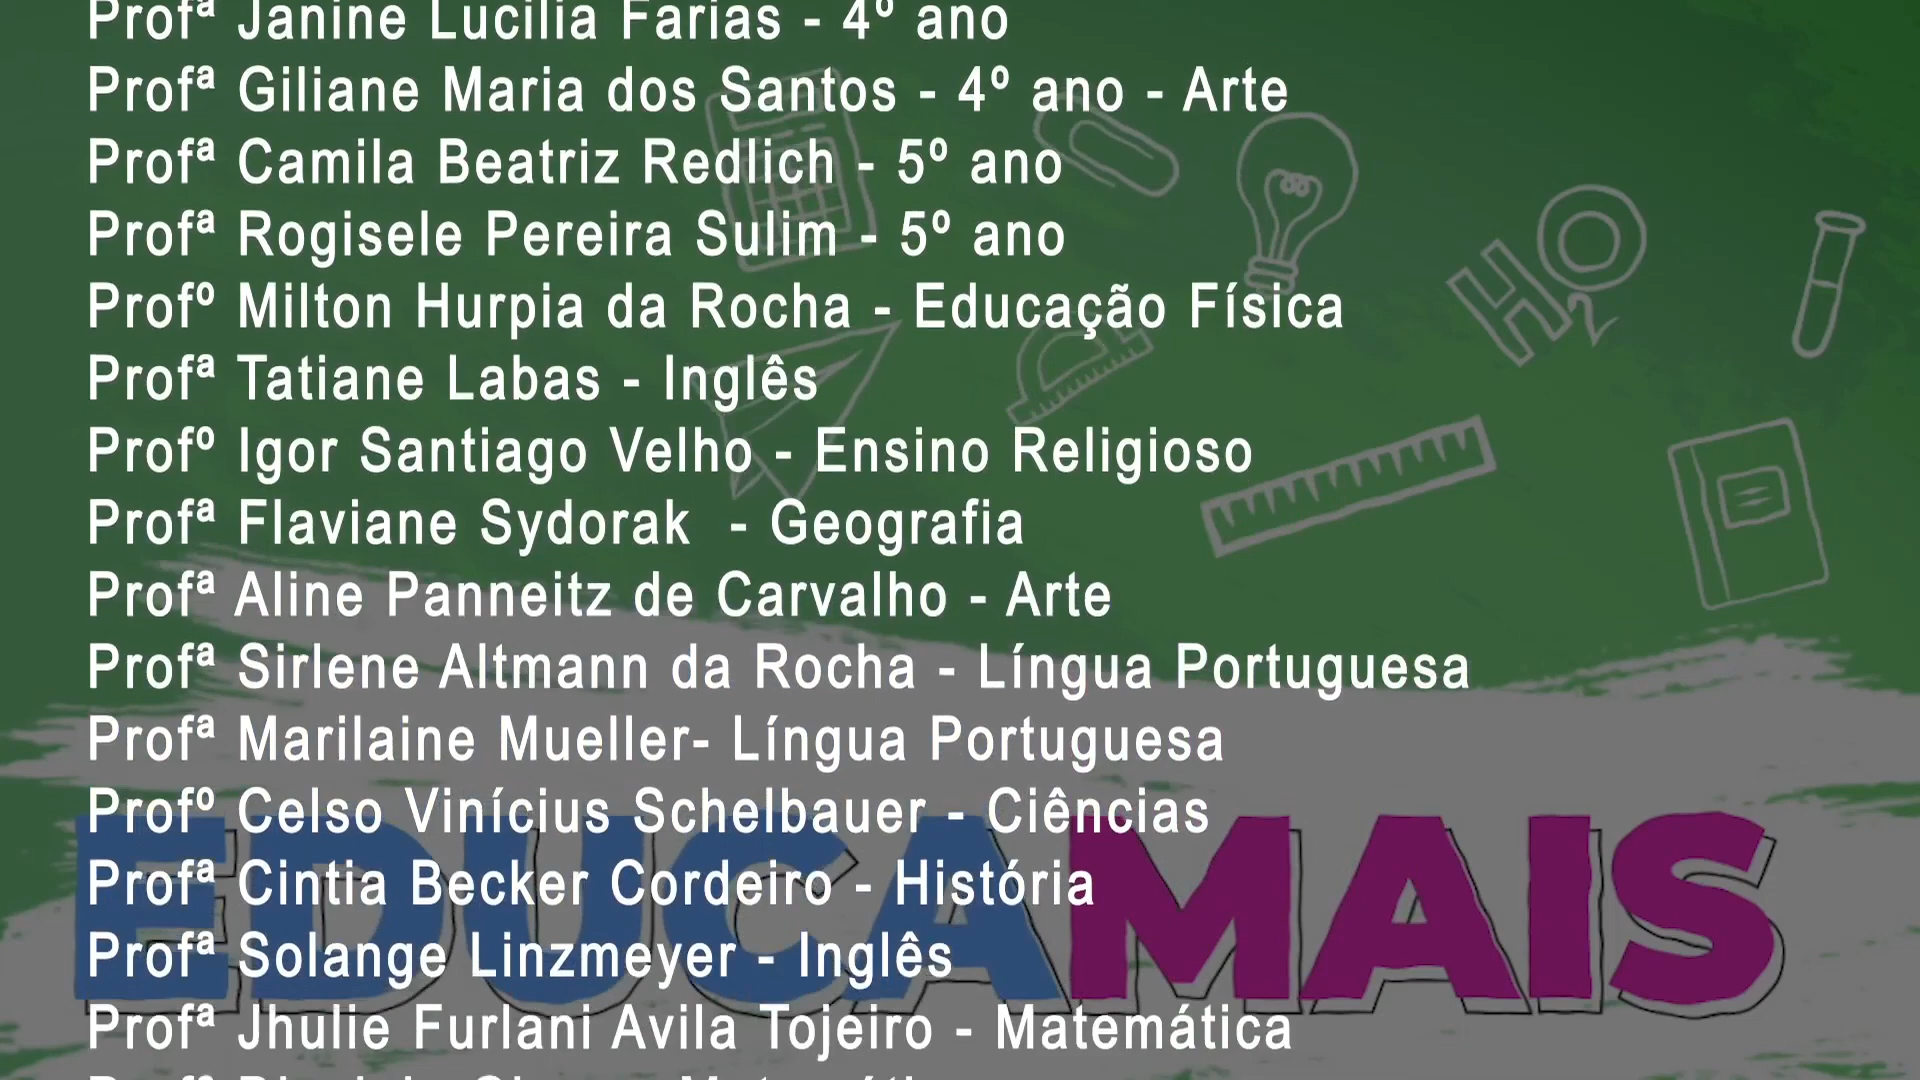 Profª Janine Lucilia Farias - 4º ano
Profª Giliane Maria dos Santos - 4º ano - Arte
Profª Camila Beatriz Redlich - 5º ano
Profª Rogisele Pereira Sulim - 5º ano
Profº Milton Hurpia da Rocha - Educação Física
Profª Tatiane Labas - Inglês
Profº Igor Santiago Velho - Ensino Religioso
Profª Flaviane Sydorak  - Geografia
Profª Aline Panneitz de Carvalho - Arte
Profª Sirlene Altmann da Rocha - Língua Portuguesa
Profª Marilaine Mueller- Língua Portuguesa
Profº Celso Vinícius Schelbauer - Ciências
Profª Cintia Becker Cordeiro - História
Profª Solange Linzmeyer - Inglês
Profª Jhulie Furlani Avila Tojeiro - Matemática
H2O
EDUCAMAIS